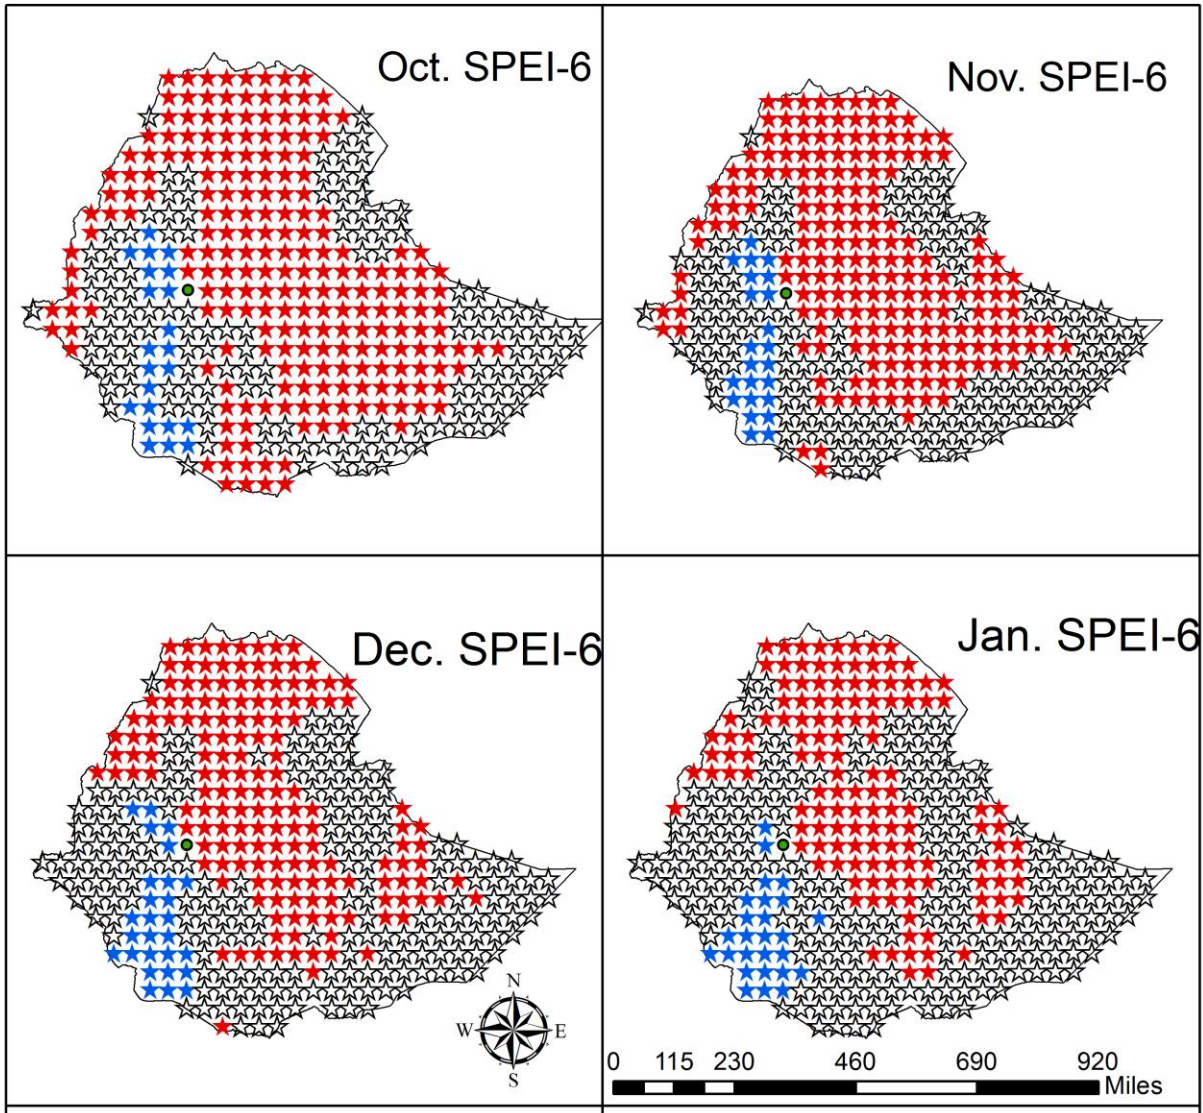 Oct. SPEI-6
Nov. SPEI-6
Dec. SPEI-6
Jan. SPEI-6
N
W E
S
0 115 230 460 690 920
Miles